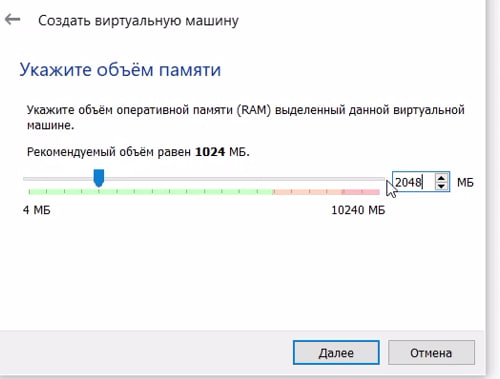 Создать виртуальную машину
Укажите объём памяти
Укажите объём оперативной памяти (RAM) выделенный данной виртуальной
машине.
Рекомендуемый объём равен 1024 МБ.
2048 МБ
4 МБ 10240 МБ
Далее Отмена